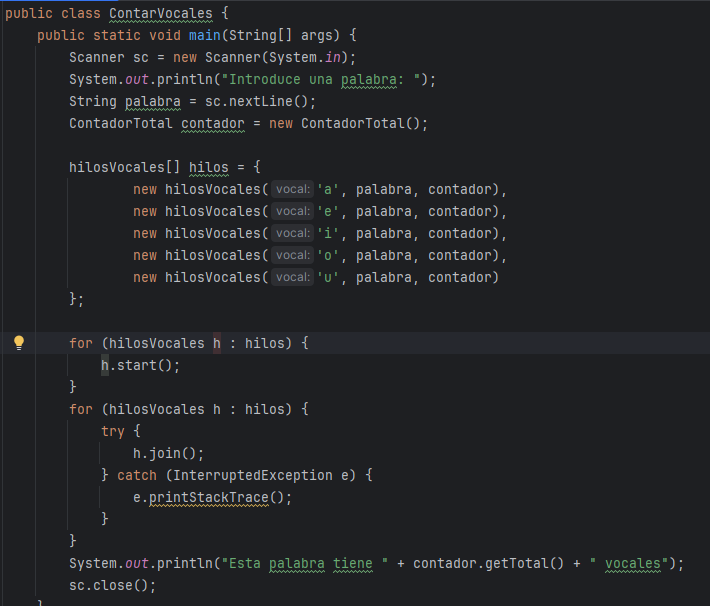 public class ContarVocales {
public static void main(String[] args) {
Scanner sc = new Scanner(System.in);
System.out.println("Introduce una palabra: ");
String palabra = sc.nextLine();
ContadorTotal contador = new ContadorTotal();
hilosVocales[] hilos = {
new hilosVocales( vocal: 'a', palabra, contador),
new hilosVocales( vocal: 'e', palabra, contador),
new hilosVocales( vocal: 'i', palabra, contador),
new hilosVocales( vocal: 'o', palabra, contador),
new hilosVocales( vocal: 'u', palabra, contador)
};
for (hilosVocales h : hilos) {
h.start();
}
for (hilosVocales h : hilos) {
try {
h.join();
} catch (InterruptedException e) {
e.printStackTrace();
}
}
System.out.println("Esta palabra tiene " + contador.getTotal() + " vocales");
sc.close();
}